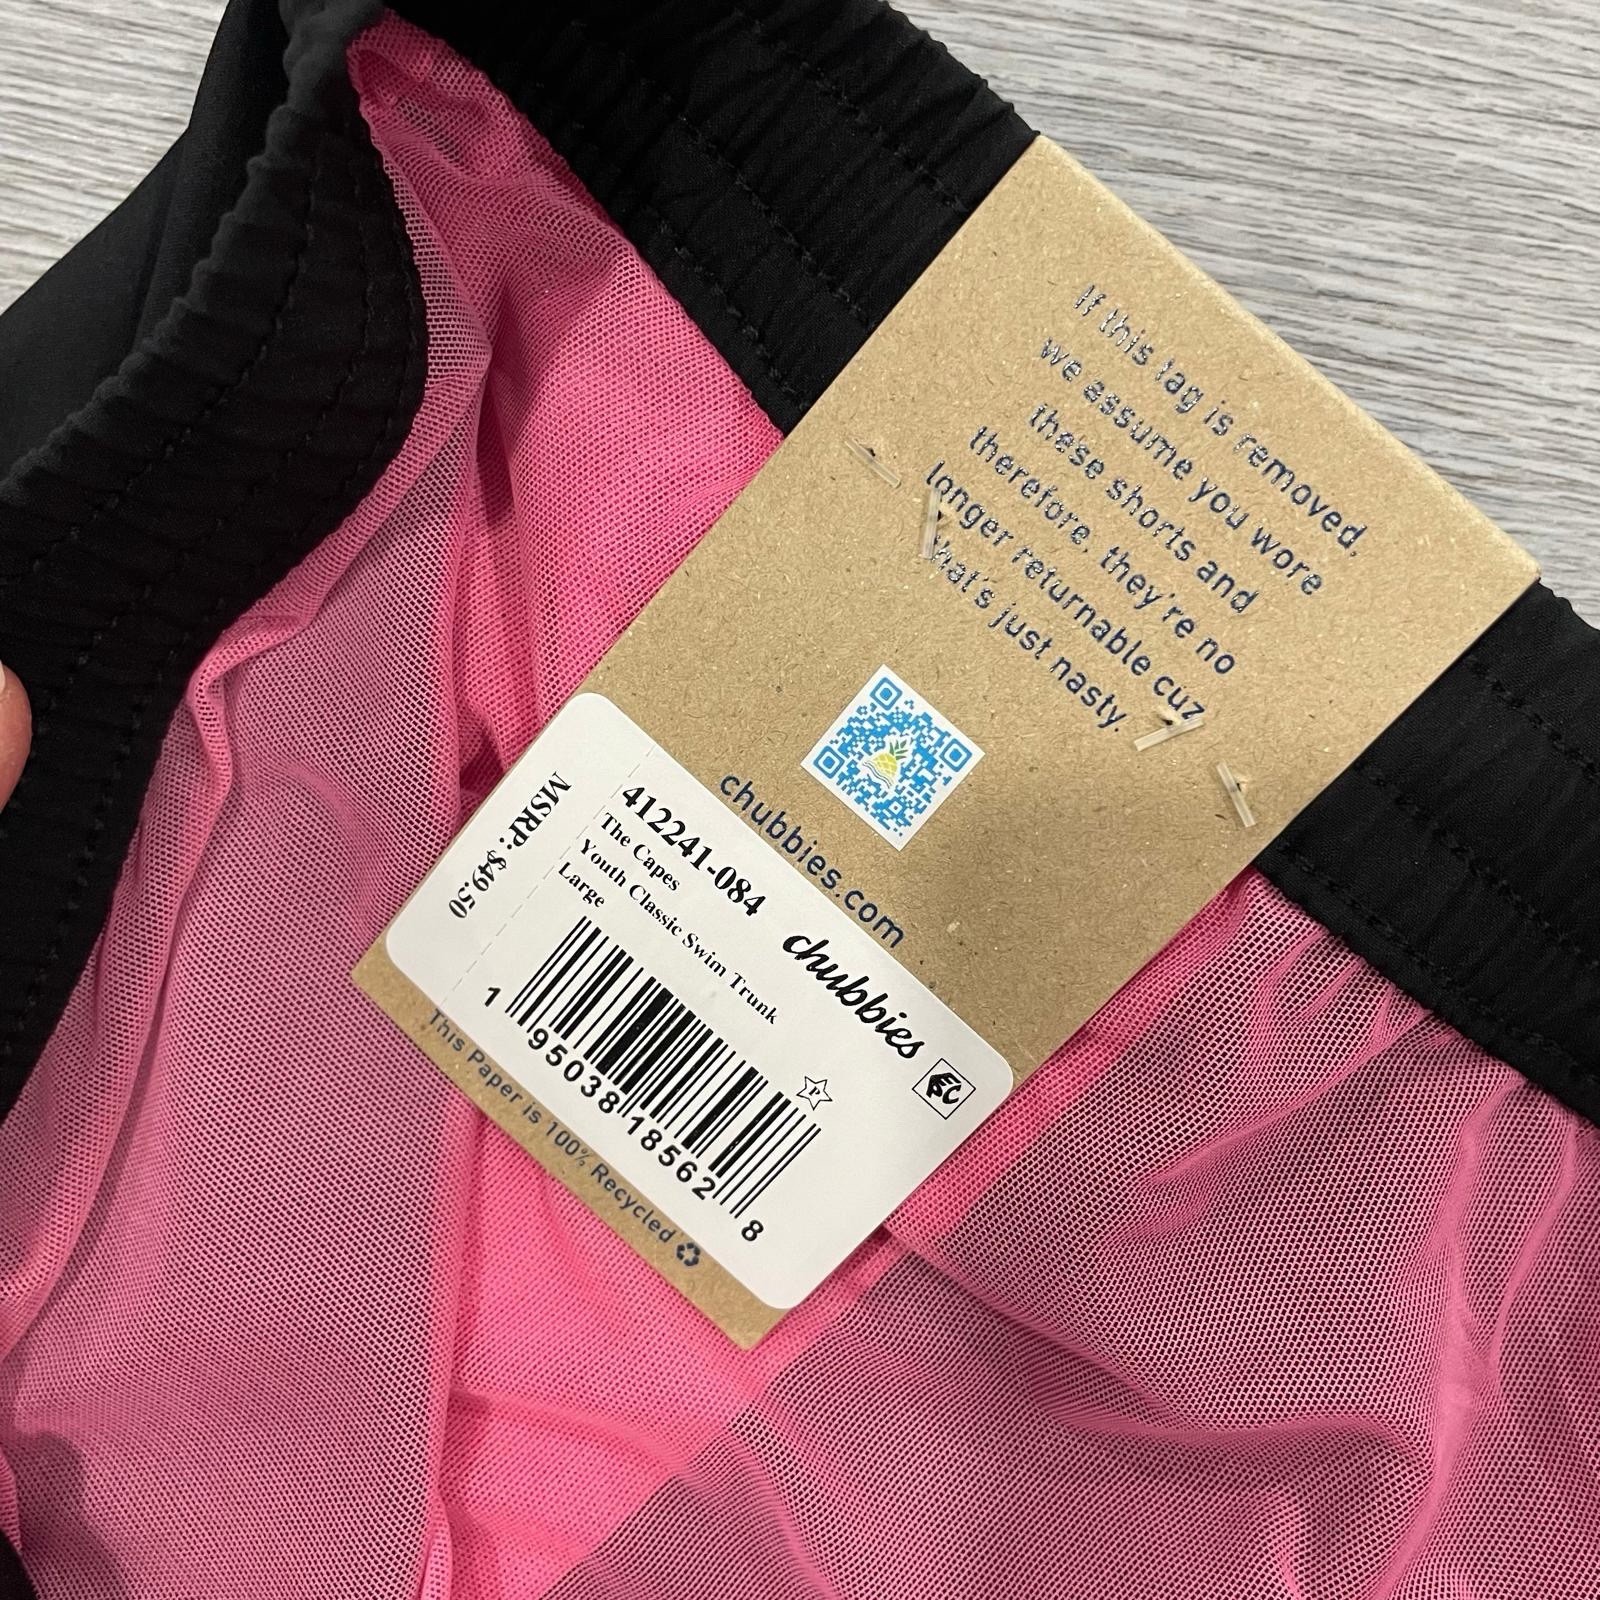 If this tag is removed,
we assume you wore
these shorts and
therefore, they're no
longer returnable cuz
that's just nasty.
chubbies.com
MSRP: $49.50
412241-084
The Capes
Youth Classic Swim Trunk
Large
chubbies
P
1 95038 18562 8
This Paper is 100% Recycled